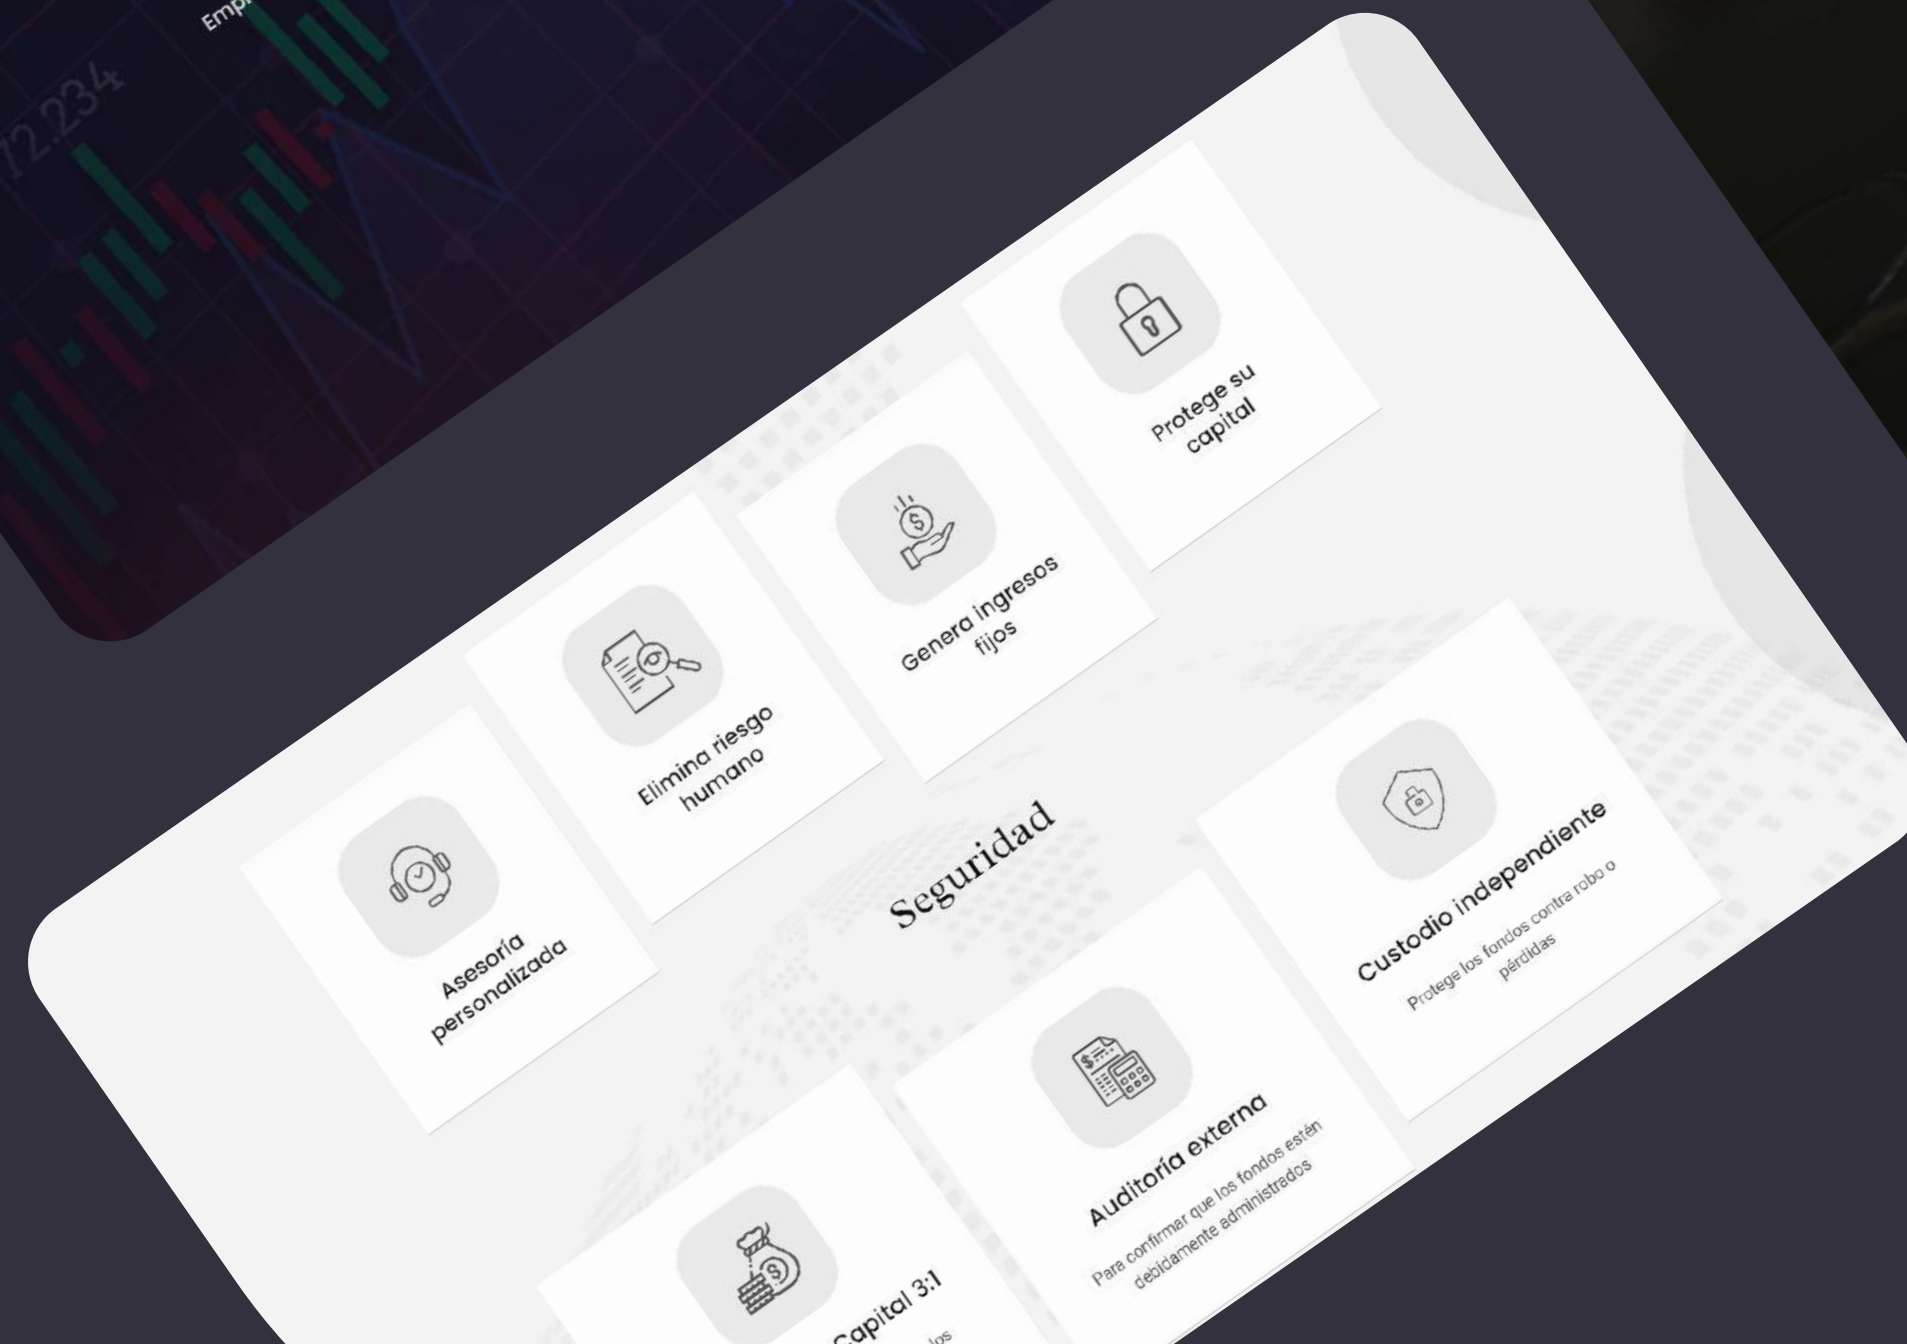 72.234
Asesoría
personalizada
Elimina riesgo
humano
Genera ingresos
fijos
Protege su
capital
Seguridad
Capital 3:1
Auditoría externa
Para confirmar que los fondos estén
debidamente administrados
Custodio independiente
Protege los fondos contra robo o
pérdidas